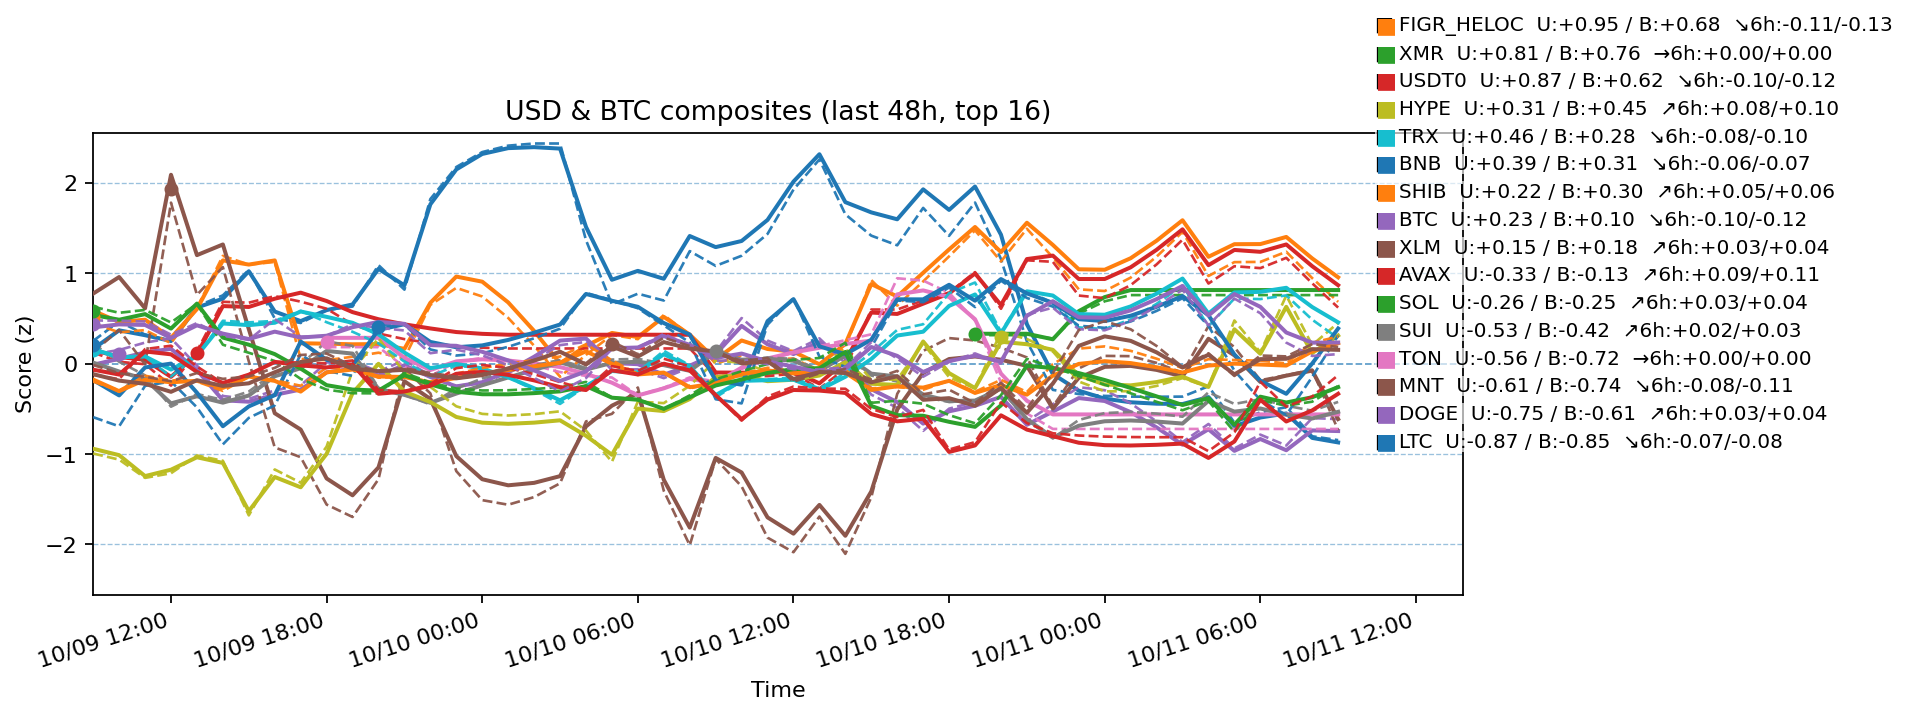 FIGR_HELOC U:+0.95 / B:+0.68 ↘6h:-0.11/-0.13
XMR U:+0.81 / B:+0.76 →6h:+0.00/+0.00
USDT0 U:+0.87 / B:+0.62 ↘6h:-0.10/-0.12
HYPE U:+0.31 / B:+0.45 ↗6h:+0.08/+0.10
TRX U:+0.46 / B:+0.28 ↘6h:-0.08/-0.10
BNB U:+0.39 / B:+0.31 ↘6h:-0.06/-0.07
SHIB U:+0.22 / B:+0.30 ↗6h:+0.05/+0.06
BTC U:+0.23 / B:+0.10 ↘6h:-0.10/-0.12
XLM U:+0.15 / B:+0.18 ↗6h:+0.03/+0.04
AVAX U:-0.33 / B:-0.13 ↗6h:+0.09/+0.11
SOL U:-0.26 / B:-0.25 ↗6h:+0.03/+0.04
SUI U:-0.53 / B:-0.42 ↗6h:+0.02/+0.03
TON U:-0.56 / B:-0.72 →6h:+0.00/+0.00
MNT U:-0.61 / B:-0.74 ↘6h:-0.08/-0.11
DOGE U:-0.75 / B:-0.61 ↗6h:+0.03/+0.04
LTC U:-0.87 / B:-0.85 ↘6h:-0.07/-0.08
USD & BTC composites (last 48h, top 16)
Score (z)
2
1
0
−1
−2
10/09 12:00
10/09 18:00
10/10 00:00
10/10 06:00
10/10 12:00
10/10 18:00
10/11 00:00
10/11 06:00
10/11 12:00
Time